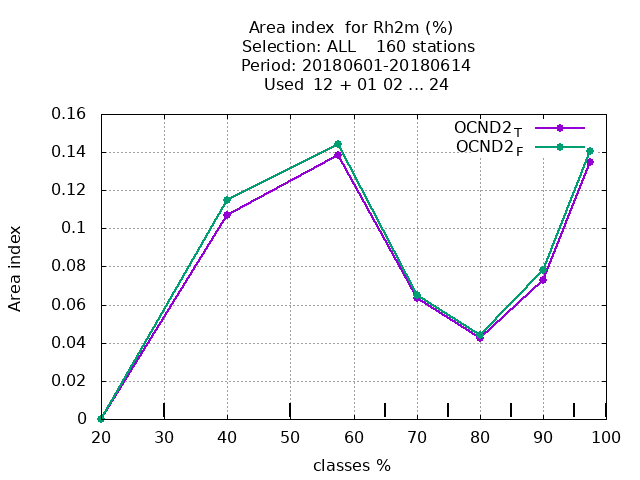 Area index  for Rh2m (%)
Selection: ALL    160 stations
Period: 20180601-20180614
Used  12 + 01 02 ... 24
OCND2T
OCND2F
0.16
0.14
0.12
0.1
0.08
0.06
0.04
0.02
0
Area index
20 30 40 50 60 70 80 90 100
classes %